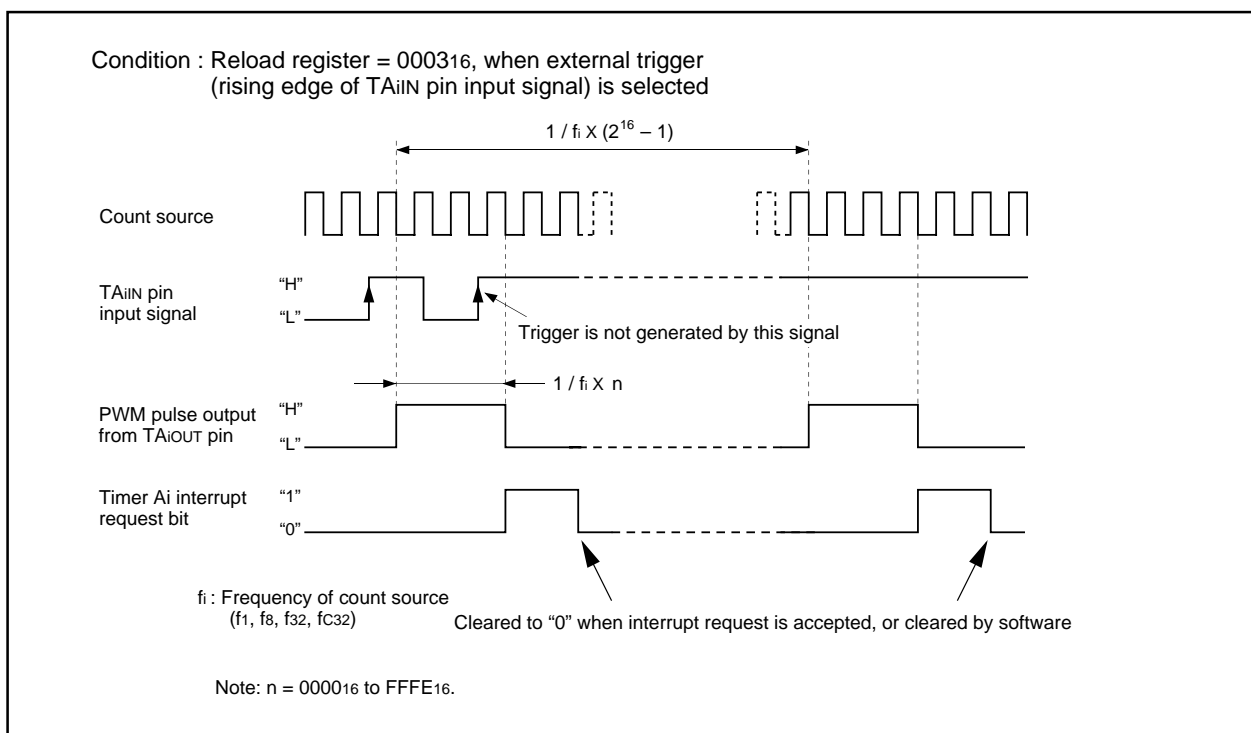 Condition : Reload register = 000316, when external trigger
(rising edge of TAiIN pin input signal) is selected
1 / fi X (2^16 – 1)
Count source
TAiIN pin
input signal
“H”
“L”
Trigger is not generated by this signal
1 / fi X n
PWM pulse output
from TAiOUT pin
“H”
“L”
Timer Ai interrupt
request bit
“1”
“0”
fi : Frequency of count source
(f1, f8, f32, fC32)
Cleared to “0” when interrupt request is accepted, or cleared by software
Note: n = 000016 to FFFE16.